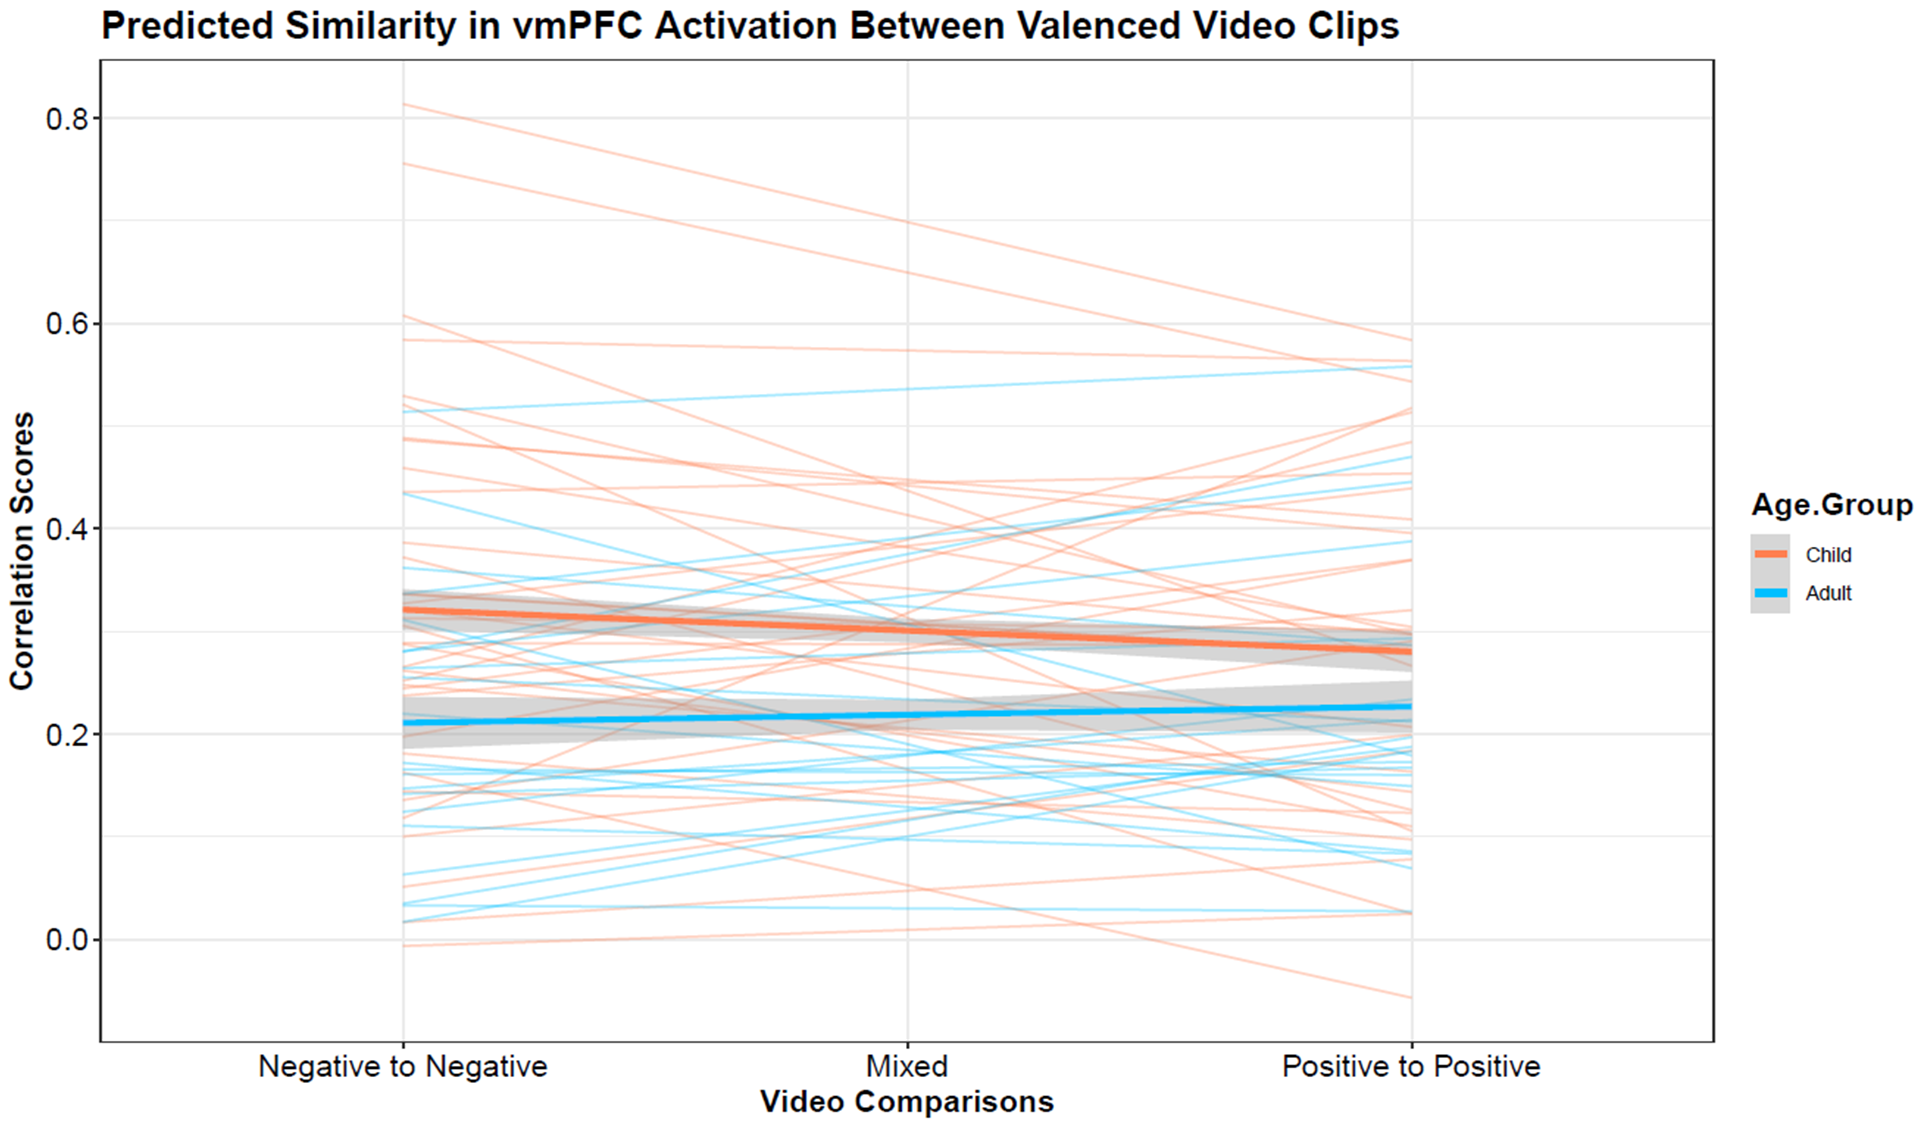 Predicted Similarity in vmPFC Activation Between Valenced Video Clips
0.8
0.6
0.4
0.2
0.0
Correlation Scores
Negative to Negative
Mixed
Positive to Positive
Video Comparisons
Age.Group
Child
Adult